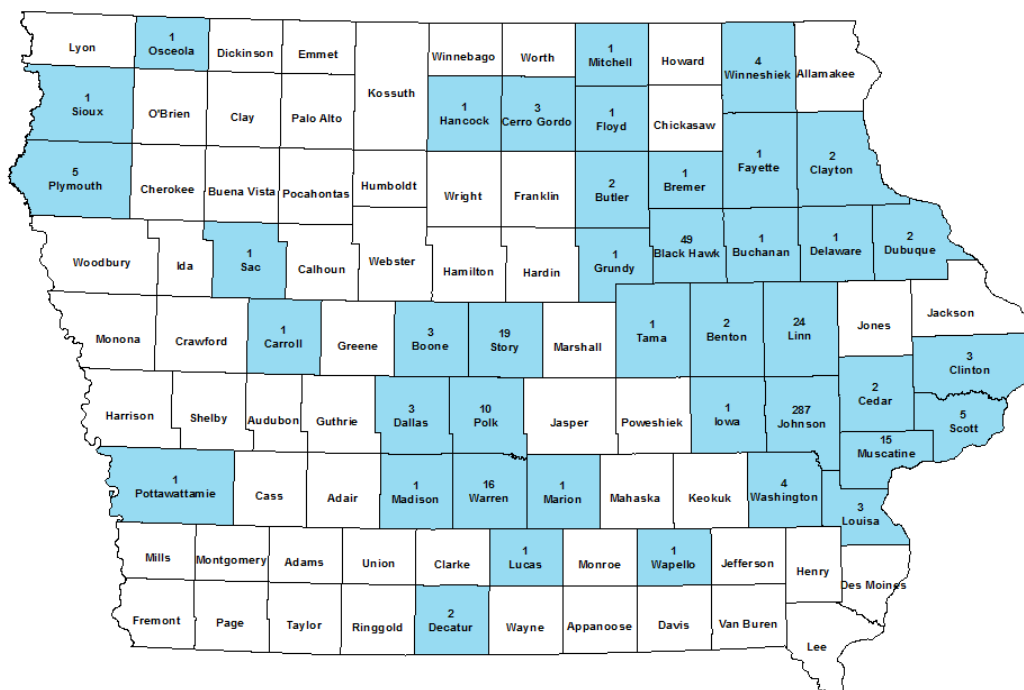 Lyon
1
Osceola
Dickinson
Emmet
Kossuth
Winnebago
Worth
1
Mitchell
Howard
4
Winneshiek
Allamakee
1
Sioux
O'Brien
Clay
Palo Alto
1
Hancock
3
Cerro Gordo
1
Floyd
Chickasaw
1
Fayette
2
Clayton
5
Plymouth
Cherokee
Buena Vista
Pocahontas
Humboldt
Wright
Franklin
2
Butler
1
Bremer
Woodbury
Ida
1
Sac
Calhoun
Webster
Hamilton
Hardin
1
Grundy
49
Black Hawk
1
Buchanan
1
Delaware
2
Dubuque
Monona
Crawford
1
Carroll
Greene
3
Boone
19
Story
Marshall
1
Tama
2
Benton
24
Linn
Jones
Jackson
3
Clinton
Harrison
Shelby
Audubon
Guthrie
3
Dallas
10
Polk
Jasper
Poweshiek
1
Iowa
287
Johnson
2
Cedar
5
Scott
15
Muscatine
1
Pottawattamie
Cass
Adair
1
Madison
16
Warren
1
Marion
Mahaska
Keokuk
4
Washington
3
Louisa
Mills
Montgomery
Adams
Union
Clarke
1
Lucas
Monroe
1
Wapello
Jefferson
Henry
Des Moines
Fremont
Page
Taylor
Ringgold
2
Decatur
Wayne
Appanoose
Davis
Van Buren
Lee